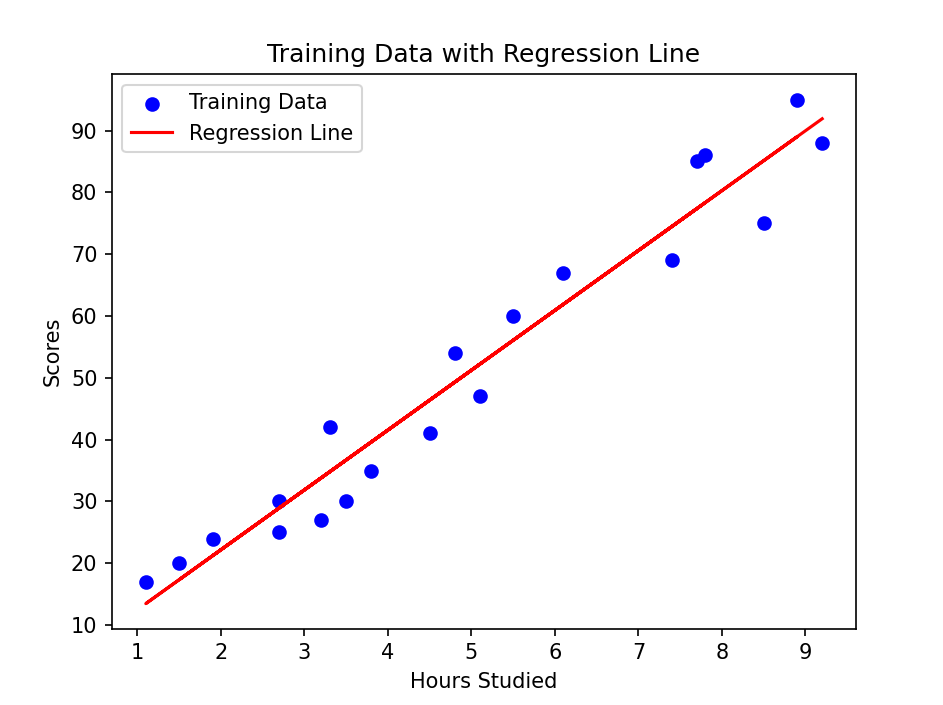 Training Data with Regression Line
Training Data
Regression Line
90
80
70
60
50
40
30
20
10
Scores
1 2 3 4 5 6 7 8 9
Hours Studied